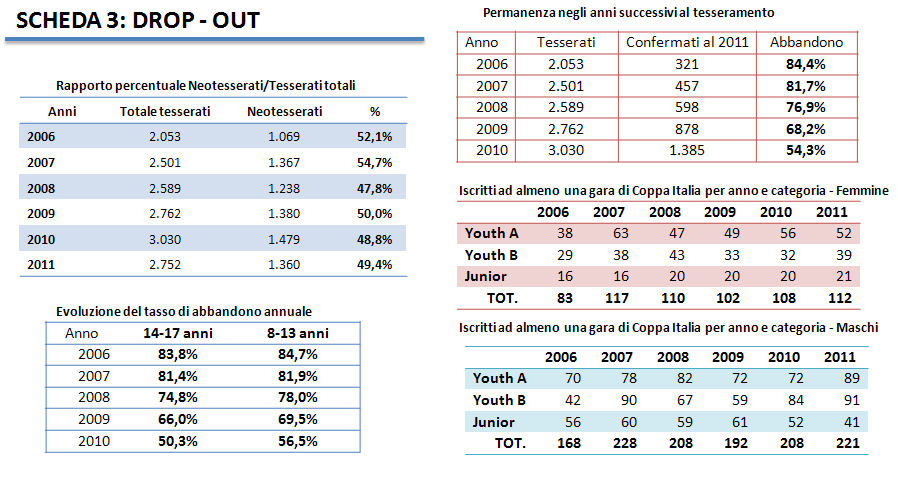 SCHEDA 3: DROP - OUT
Rapporto percentuale Neotesserati/Tesserati totali
Anni Totale tesserati Neotesserati %
2006 2.053 1.069 52,1%
2007 2.501 1.367 54,7%
2008 2.589 1.238 47,8%
2009 2.762 1.380 50,0%
2010 3.030 1.479 48,8%
2011 2.752 1.360 49,4%
Evoluzione del tasso di abbandono annuale
Anno 14-17 anni 8-13 anni
2006 83,8% 84,7%
2007 81,4% 81,9%
2008 74,8% 78,0%
2009 66,0% 69,5%
2010 50,3% 56,5%
Permanenza negli anni successivi al tesseramento
Anno Tesserati Confermati al 2011 Abbandono
2006 2.053 321 84,4%
2007 2.501 457 81,7%
2008 2.589 598 76,9%
2009 2.762 878 68,2%
2010 3.030 1.385 54,3%
Iscritti ad almeno una gara di Coppa Italia per anno e categoria - Femmine
2006 2007 2008 2009 2010 2011
Youth A 38 63 47 49 56 52
Youth B 29 38 43 33 32 39
Junior 16 16 20 20 20 21
TOT. 83 117 110 102 108 112
Iscritti ad almeno una gara di Coppa Italia per anno e categoria - Maschi
2006 2007 2008 2009 2010 2011
Youth A 70 78 82 72 72 89
Youth B 42 90 67 59 84 91
Junior 56 60 59 61 52 41
TOT. 168 228 208 192 208 221